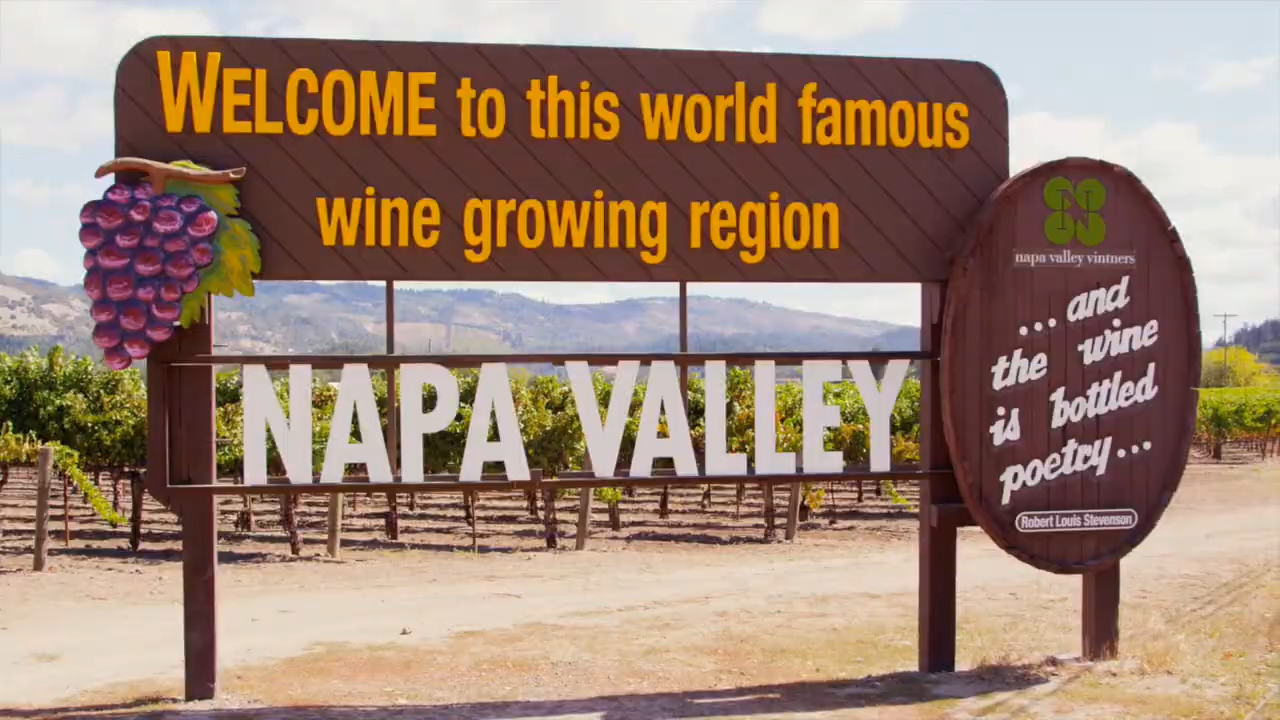 WELCOME to this world famous
wine growing region
NAPA VALLEY
napa valley vintners
... and
the wine
is bottled
poetry...
Robert Louis Stevenson